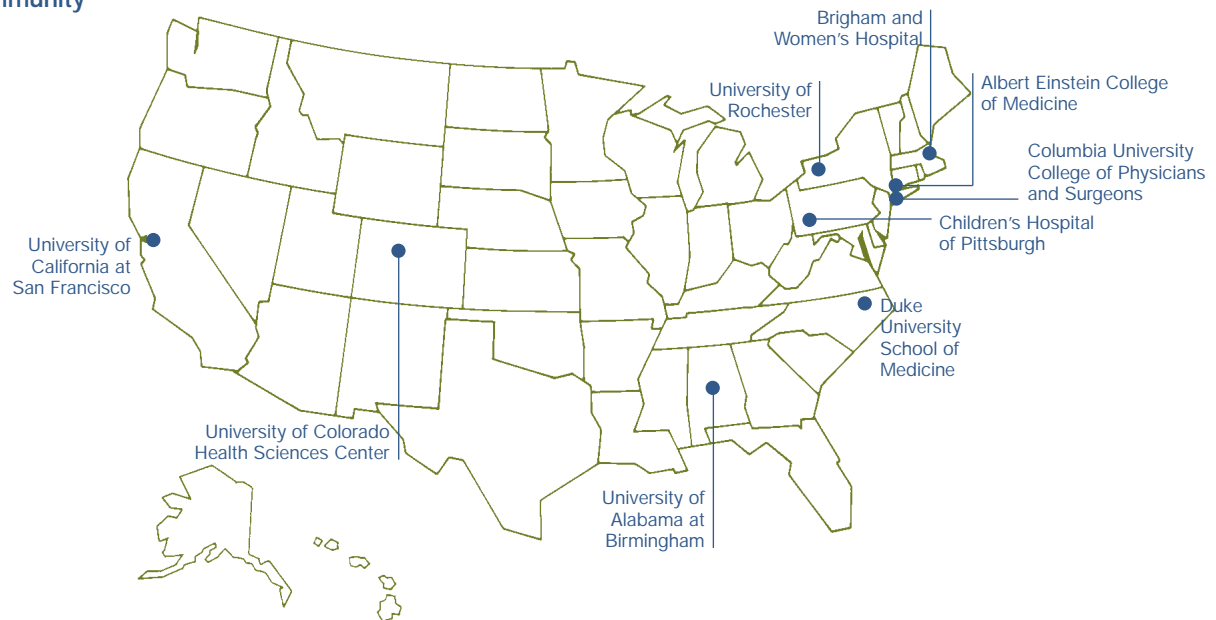 Brigham and
Women's Hospital
University of
Rochester
Albert Einstein College
of Medicine
Columbia University
College of Physicians
and Surgeons
Children's Hospital
of Pittsburgh
University of
California at
San Francisco
Duke
University
School of
Medicine
University of Colorado
Health Sciences Center
University of
Alabama at
Birmingham